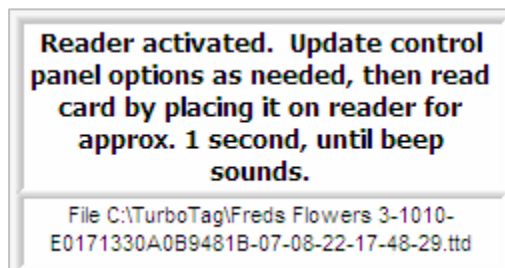 Reader activated.  Update control
panel options as needed, then read
card by placing it on reader for
approx. 1 second, until beep
sounds.
File C:\TurboTag\Freds Flowers 3-1010-
E0171330A0B9481B-07-08-22-17-48-29.ttd